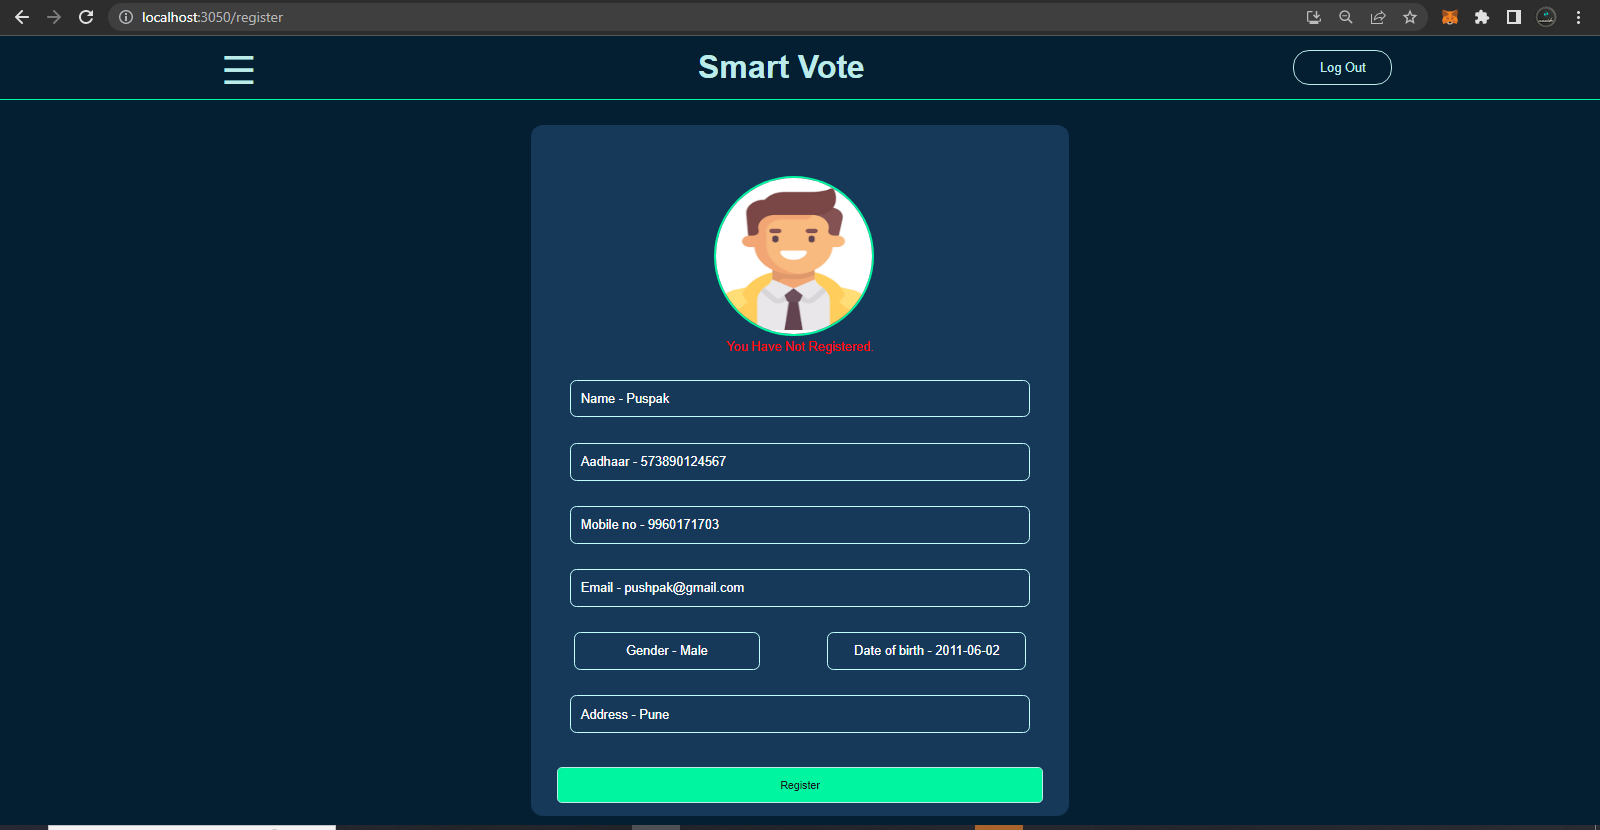 localhost:3050/register
Smart Vote
Log Out
You Have Not Registered.
Name - Puspak
Aadhaar - 573890124567
Mobile no - 9960171703
Email - pushpak@gmail.com
Gender - Male
Date of birth - 2011-06-02
Address - Pune
Register